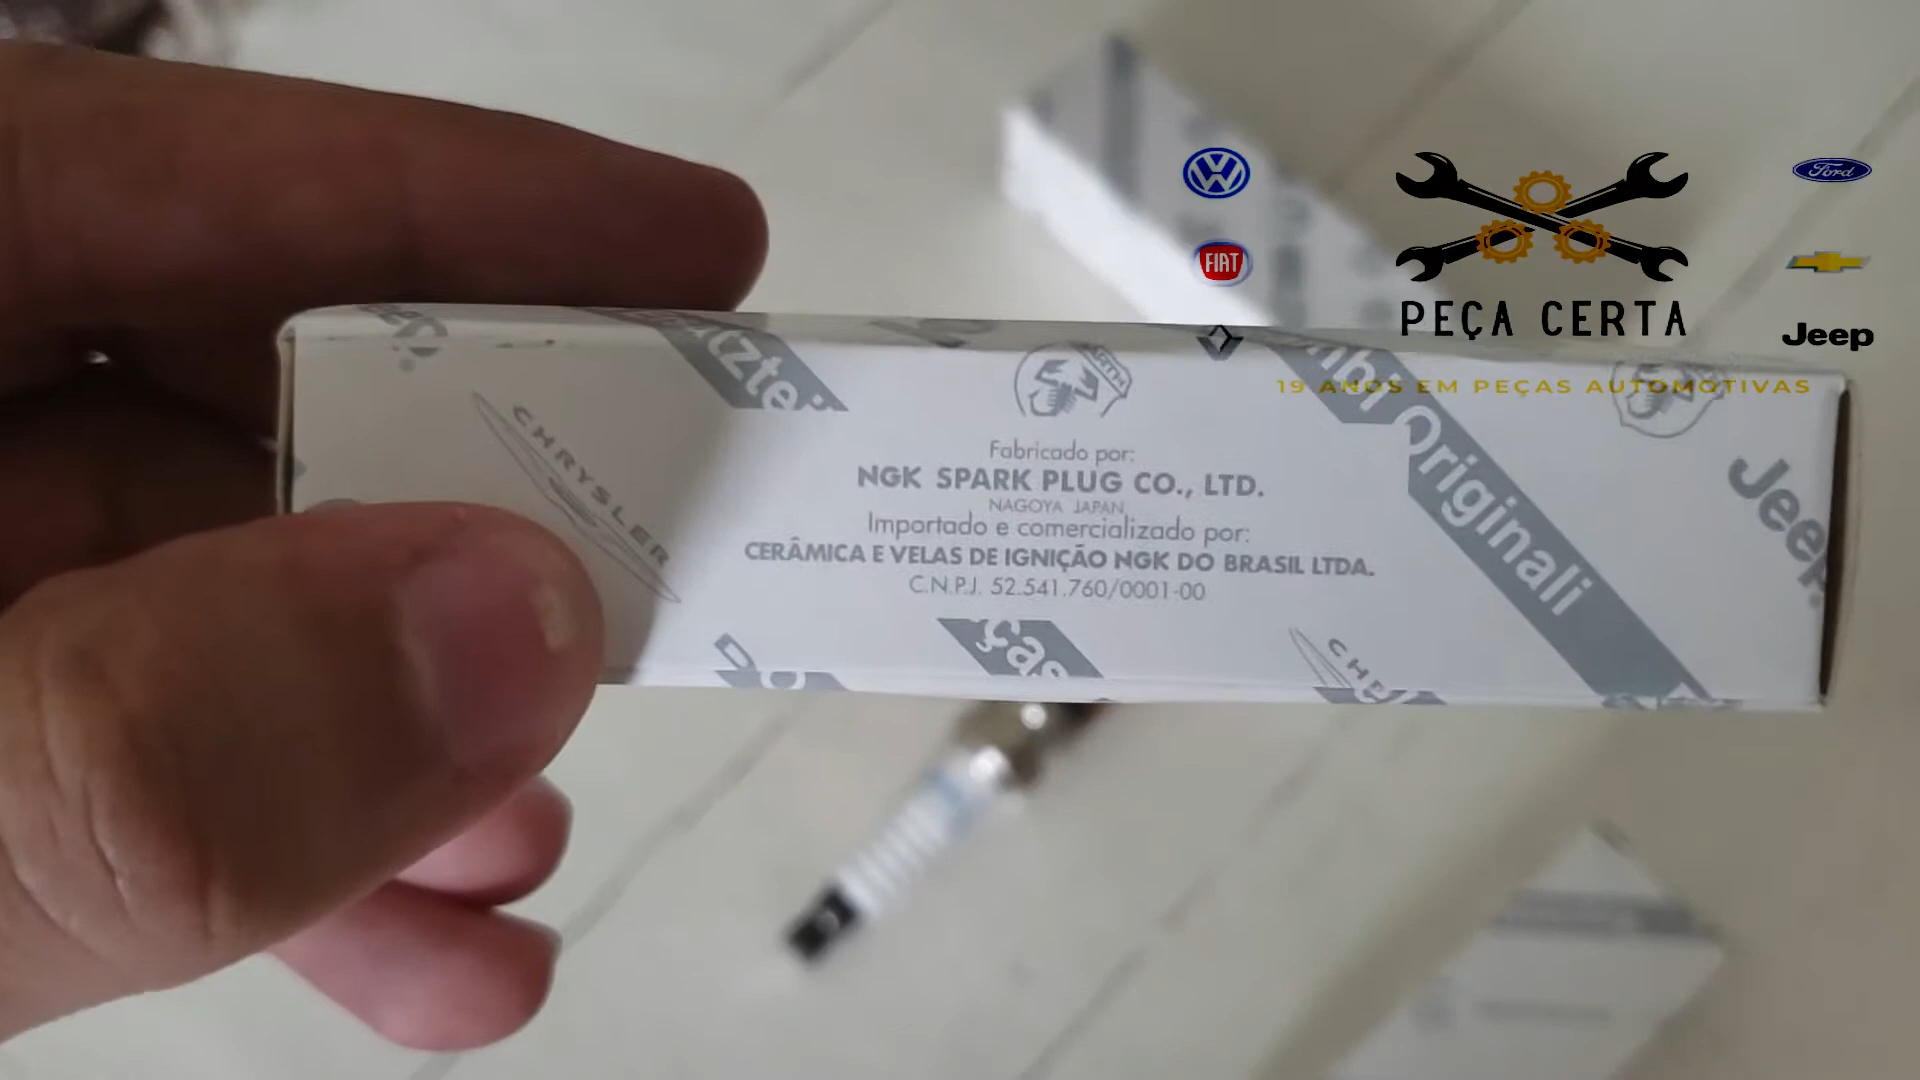 Ford
FIAT
PEÇA CERTA
Jeep
19 ANOS EM PEÇAS AUTOMOTIVAS
CHRYSLER
Originali
Jeep
Fabricado por:
NGK SPARK PLUG CO., LTD.
NAGOYA JAPAN
Importado e comercializado por:
CERÂMICA E VELAS DE IGNIÇÃO NGK DO BRASIL LTDA.
C.N.P.J. 52.541.760/0001-00